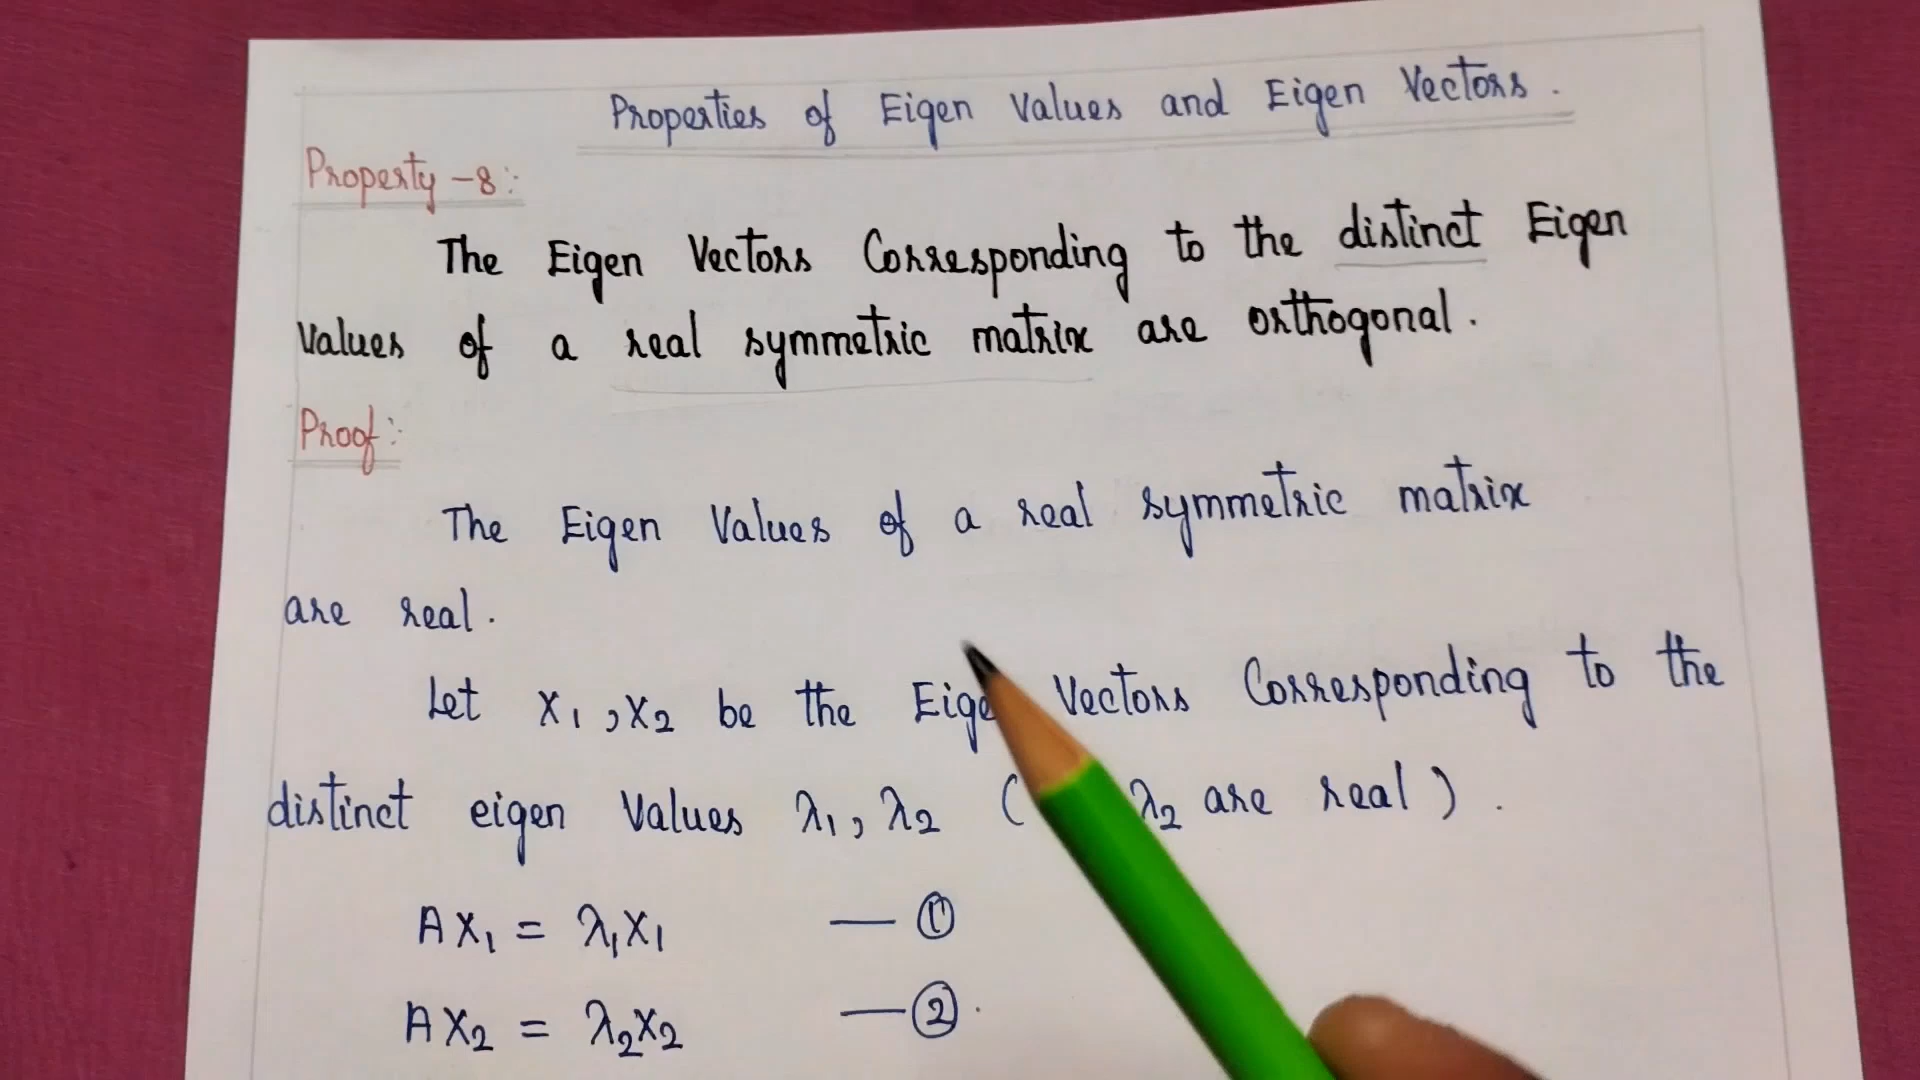 Properties of Eigen Values and Eigen Vectors.
Property-8:
The Eigen Vectors Corresponding to the distinct Eigen
Values of a real symmetric matrix are orthogonal.
Proof:
The Eigen Values of a real symmetric matrix
are real.
Let X₁, X₂ be the Eige Vectors Corresponding to the
distinct eigen Values λ₁, λ₂ ( λ₂ are real).
AX₁ = λ₁X₁ — ①
AX₂ = λ₂X₂ — ②.